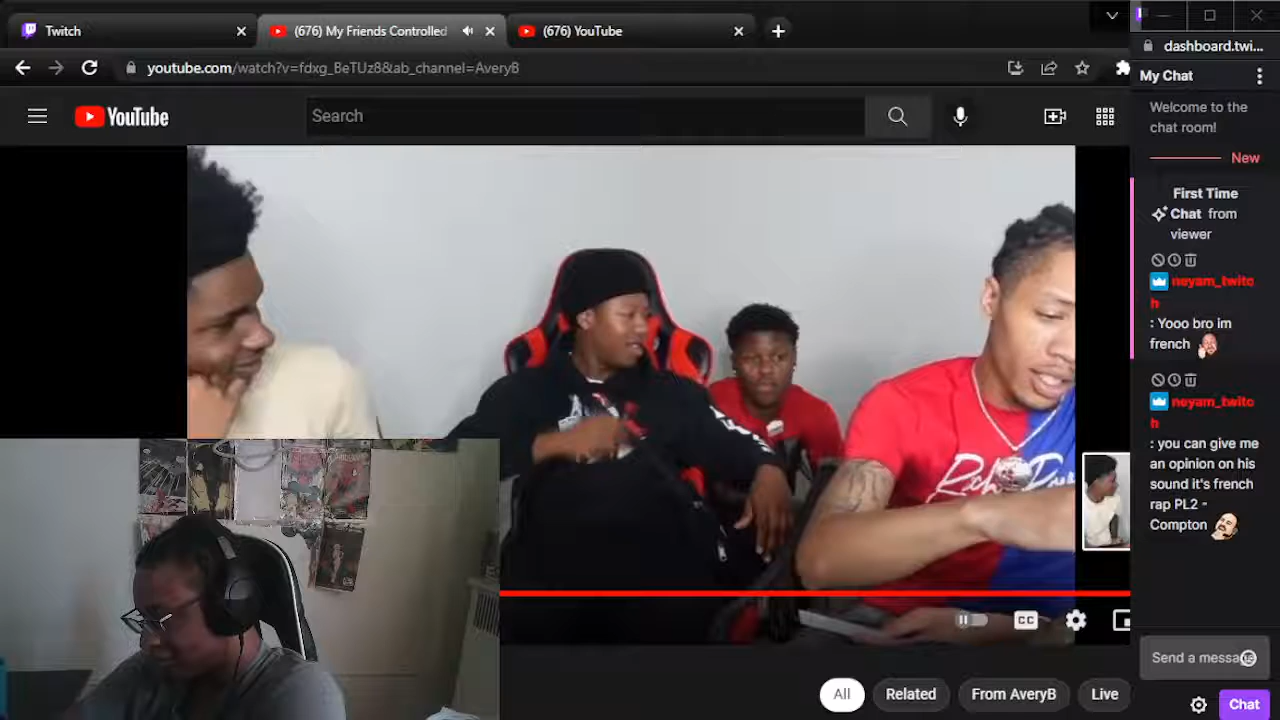 Twitch
(676) My Friends Controlled
(676) YouTube
dashboard.twi...
youtube.com/watch?v=fdxg_BeTUz8&ab_channel=AveryB
My Chat
YouTube
Search
Welcome to the
chat room!
New
First Time
Chat from
viewer
neyam_twitc
h
: Yooo bro im
french
neyam_twitc
h
: you can give me
an opinion on his
sound it's french
rap PL2 -
Compton
CC
Send a messa
All
Related
From AveryB
Live
Chat